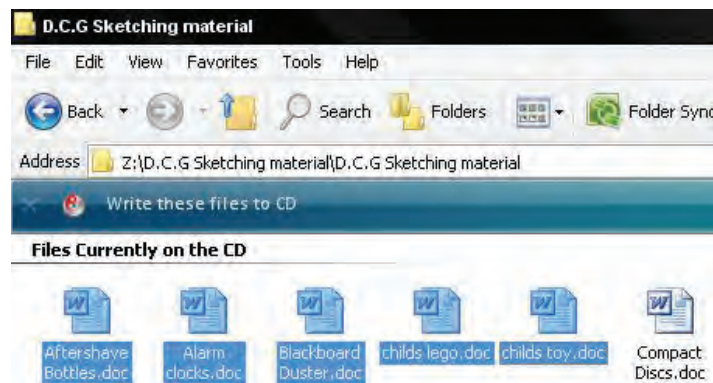 D.C.G Sketching material
File Edit View Favorites Tools Help
Back Search Folders Folder Sync
Address Z:\D.C.G Sketching material\D.C.G Sketching material
Write these files to CD
Files Currently on the CD
Aftershave Alarm Blackboard childs lego.doc childs toy.doc Compact
Bottles.doc clocks.doc Duster.doc Discs.doc